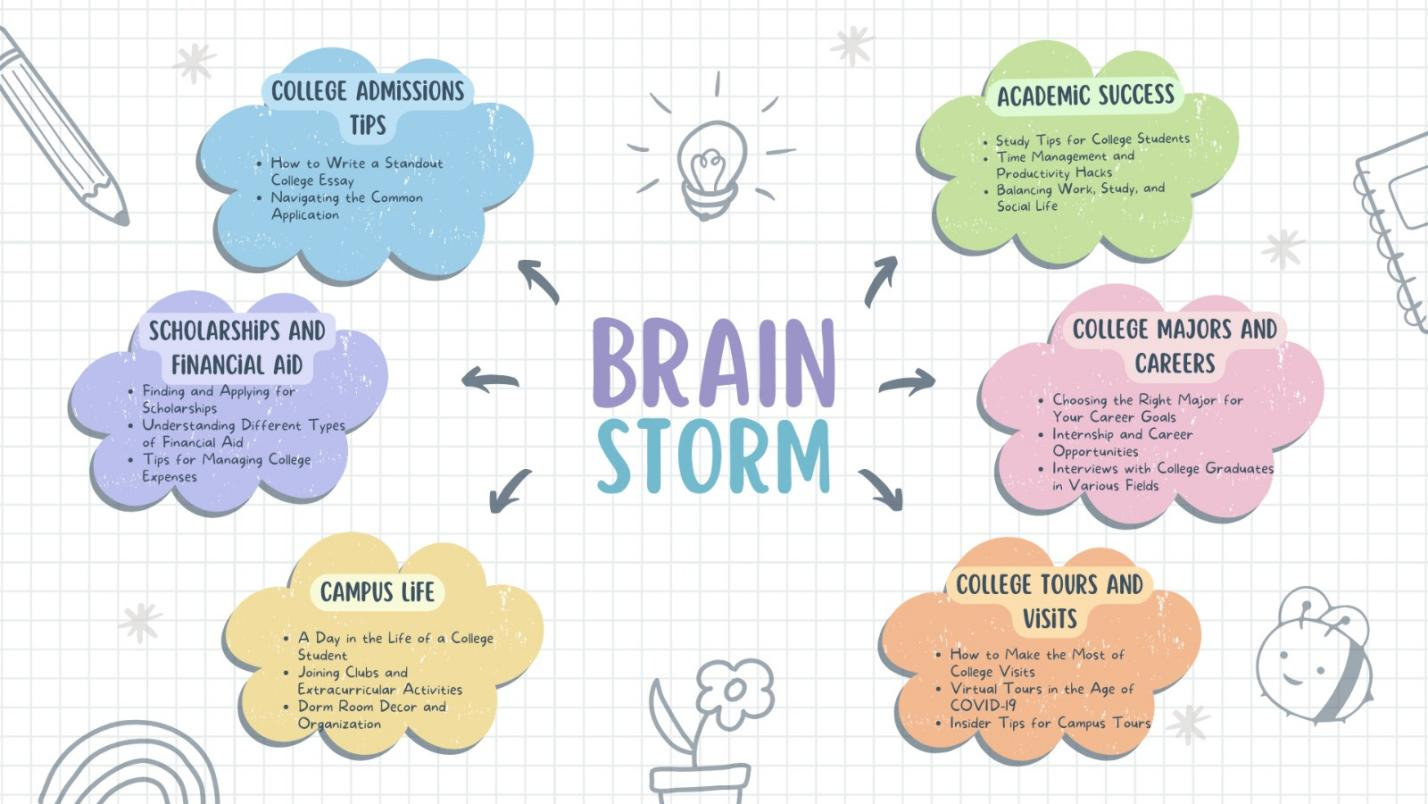 COLLEGE ADMISSIONS
TIPS
• How to Write a Standout
College Essay
• Navigating the Common
Application
SCHOLARSHIPS AND
FINANCIAL AID
• Finding and Applying for
Scholarships
• Understanding Different Types
of Financial Aid
• Tips for Managing College
Expenses
CAMPUS LIFE
• A Day in the Life of a College
Student
• Joining Clubs and
Extracurricular Activities
• Dorm Room Decor and
Organization
BRAIN
STORM
ACADEMIC SUCCESS
• Study Tips for College Students
• Time Management and
Productivity Hacks
• Balancing Work, Study, and
Social Life
COLLEGE MAJORS AND
CAREERS
• Choosing the Right Major for
Your Career Goals
• Internship and Career
Opportunities
• Interviews with College Graduates
in Various Fields
COLLEGE TOURS AND
VISITS
• How to Make the Most of
College Visits
• Virtual Tours in the Age of
COVID-19
• Insider Tips for Campus Tours